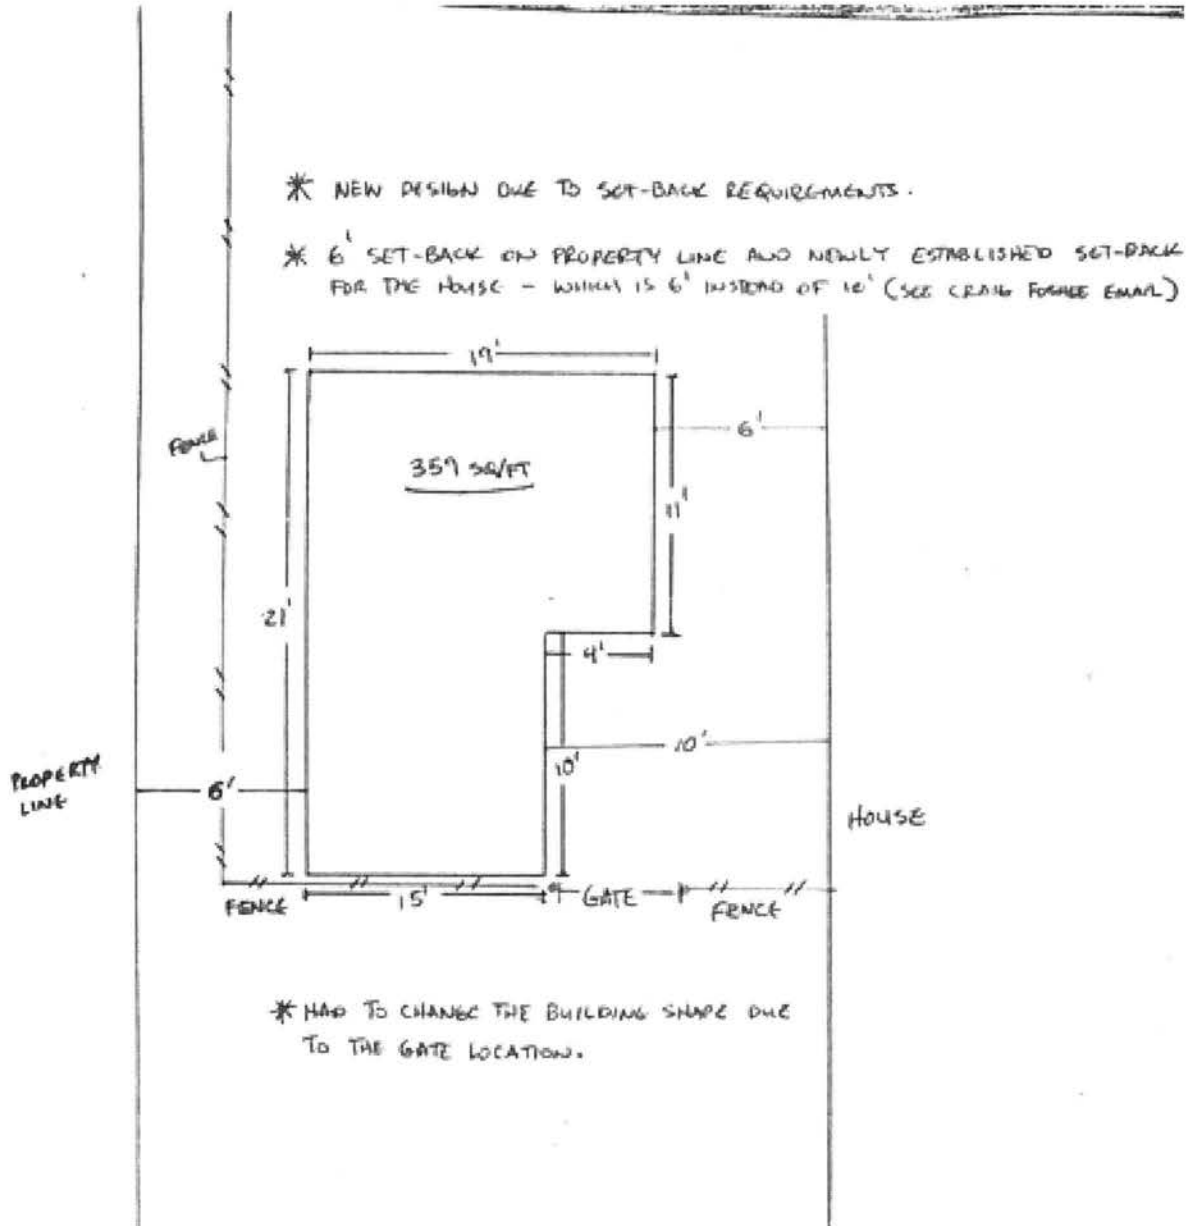 * NEW DESIGN DUE TO SET-BACK REQUIREMENTS.
* 6' SET-BACK ON PROPERTY LINE AND NEWLY ESTABLISHED SET-BACK
FOR THE HOUSE - WHICH IS 6' INSTEAD OF 10' (SEE CRAIG FOSHEE EMAIL)
19'
6'
FENCE
359 SQ/FT
11'
21'
4'
10'
10'
PROPERTY
LINE
6'
HOUSE
15'
GATE
FENCE
FENCE
* HAD TO CHANGE THE BUILDING SHAPE DUE
TO THE GATE LOCATION.